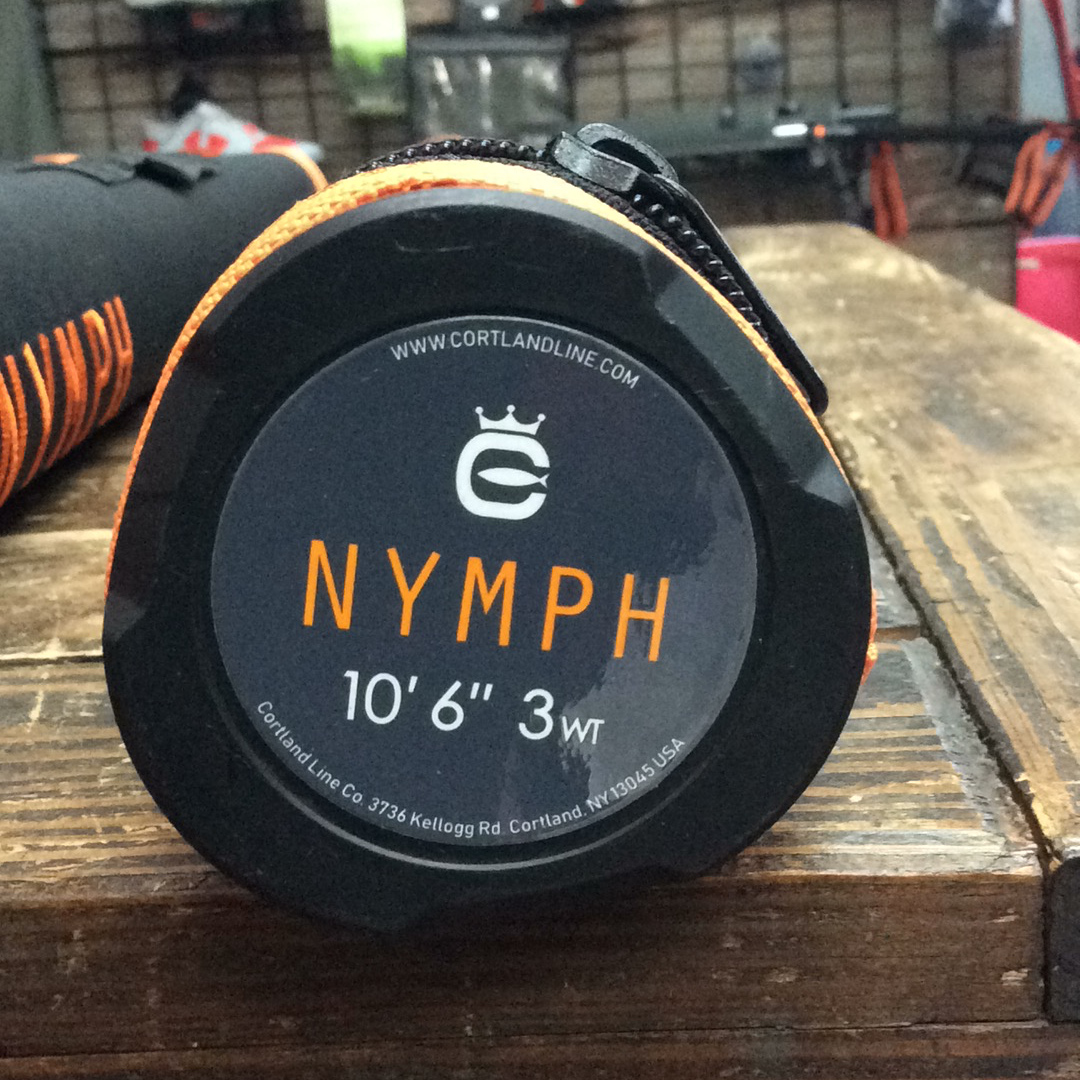 WWW.CORTLANDLINE.COM
NYMPH
10' 6" 3WT
Cortland Line Co. 3736 Kellogg Rd. Cortland, NY 13045 USA